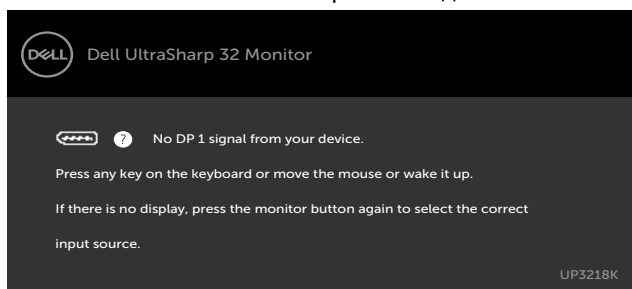 DELL
Dell UltraSharp 32 Monitor
? No DP 1 signal from your device.
Press any key on the keyboard or move the mouse or wake it up.
If there is no display, press the monitor button again to select the correct
input source.
UP3218K